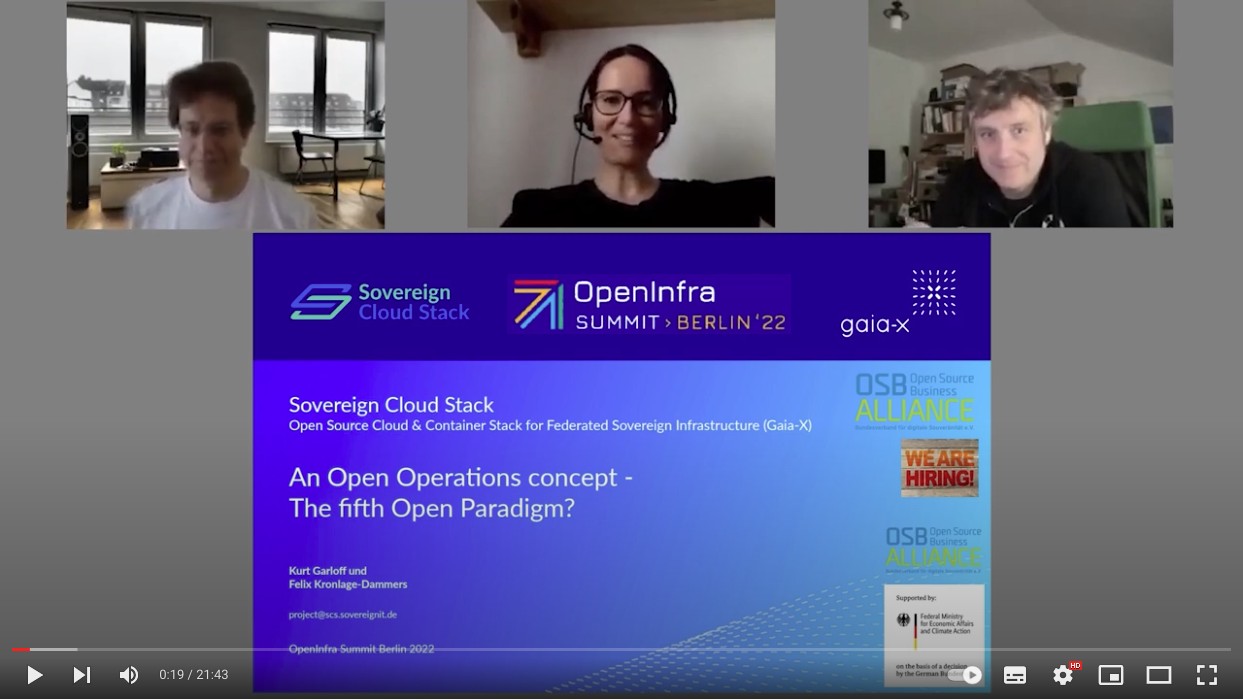 Sovereign
Cloud Stack
OpenInfra
SUMMIT > BERLIN '22
gaia-x
OSB Open Source
Business
ALLIANCE
Bundesverband für digitale Souveränität e.V.
Sovereign Cloud Stack
Open Source Cloud & Container Stack for Federated Sovereign Infrastructure (Gaia-X)
WE ARE
HIRING!
An Open Operations concept -
The fifth Open Paradigm?
OSB Open Source
Business
ALLIANCE
Kurt Garloff und
Felix Kronlage-Dammers
project@scs.sovereignit.de
OpenInfra Summit Berlin 2022
Supported by:
Federal Ministry
for Economic Affairs
and Climate Action
on the basis of a decision
by the German
0:19 / 21:43
HD